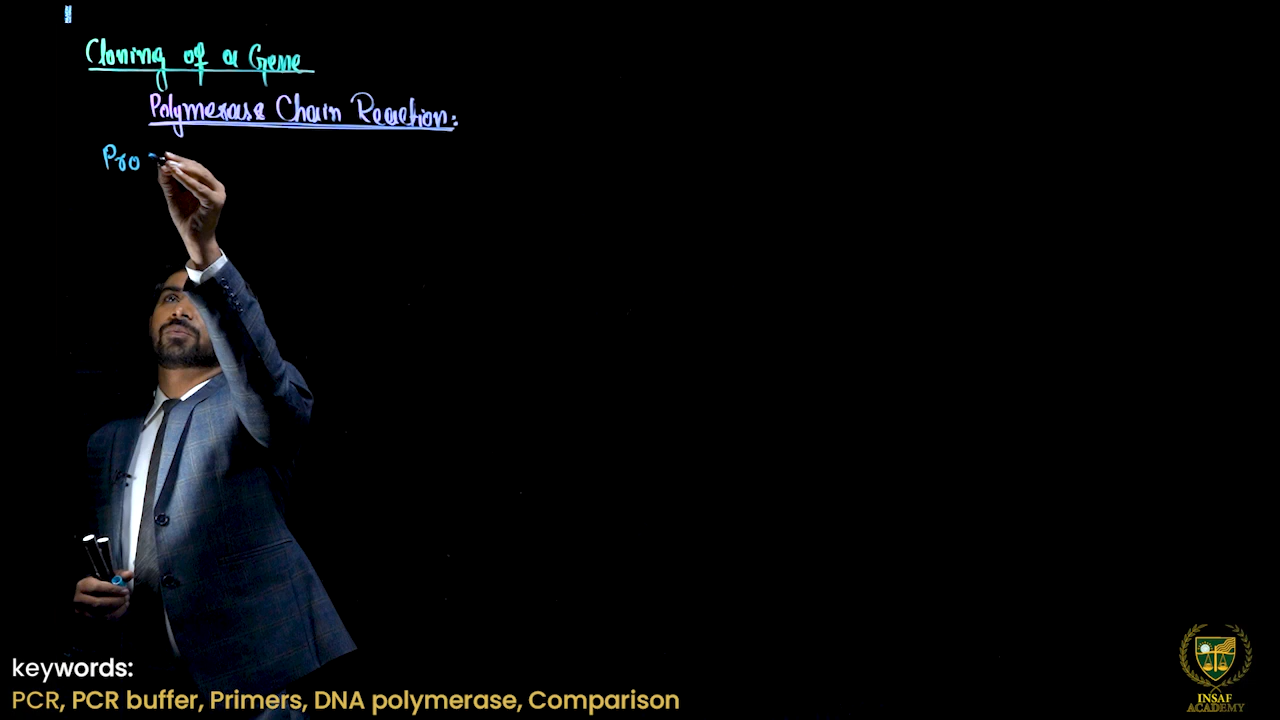 Cloning of a Gene
Polymerase Chain Reaction:
Pro
keywords:
PCR, PCR buffer, Primers, DNA polymerase, Comparison
INSAF
ACADEMY